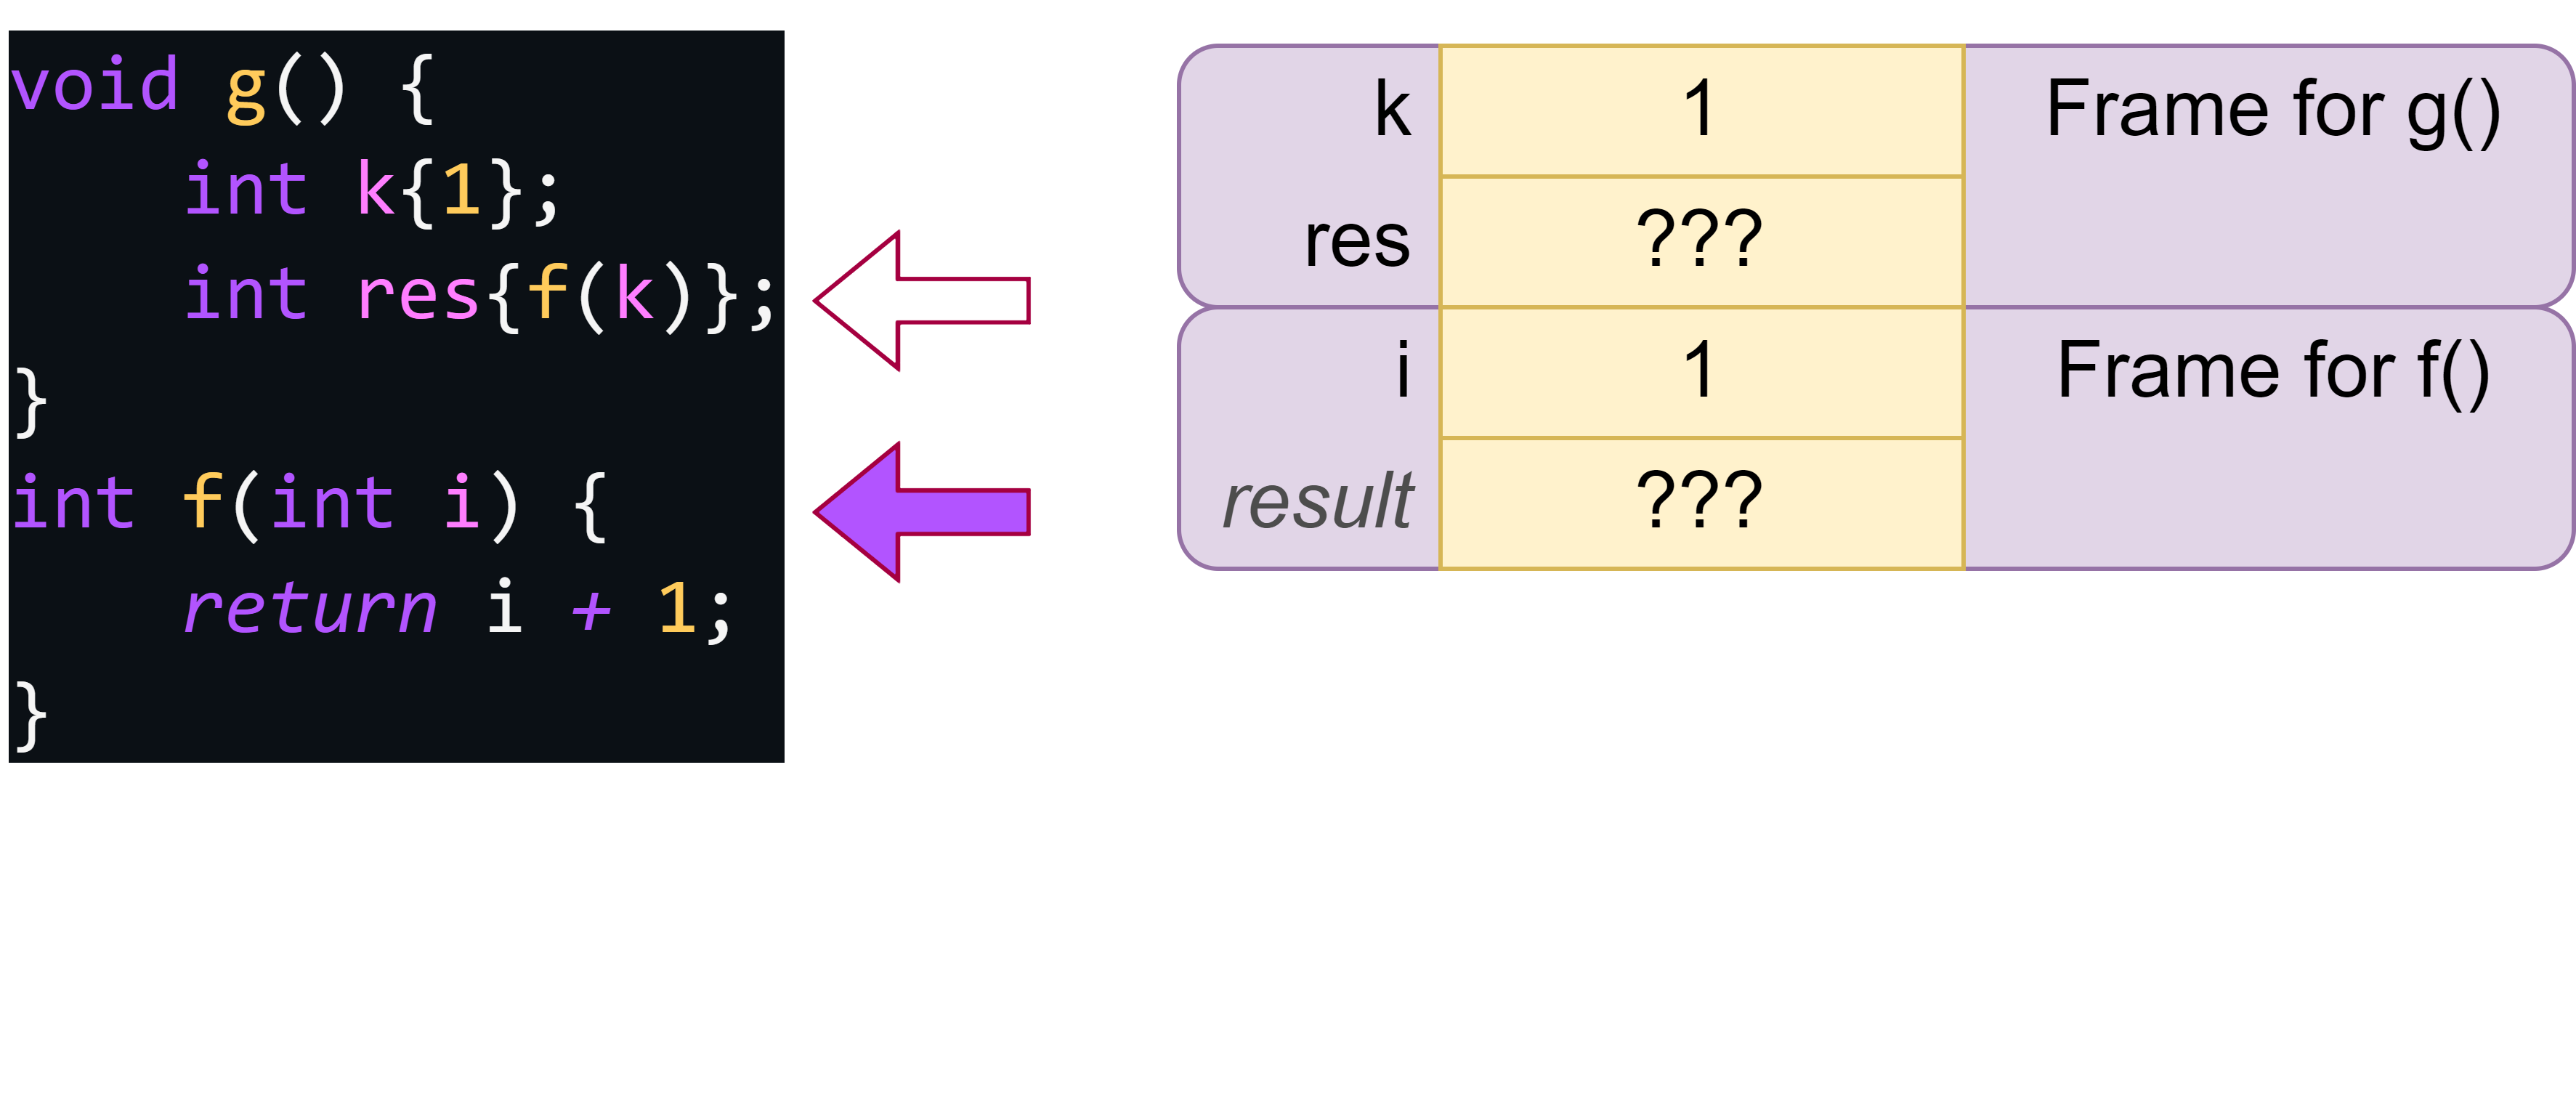 void g() {
    int k{1};
    int res{f(k)};
}
int f(int i) {
    return i + 1;
}
k 1 Frame for g()
res ???
i 1 Frame for f()
result ???